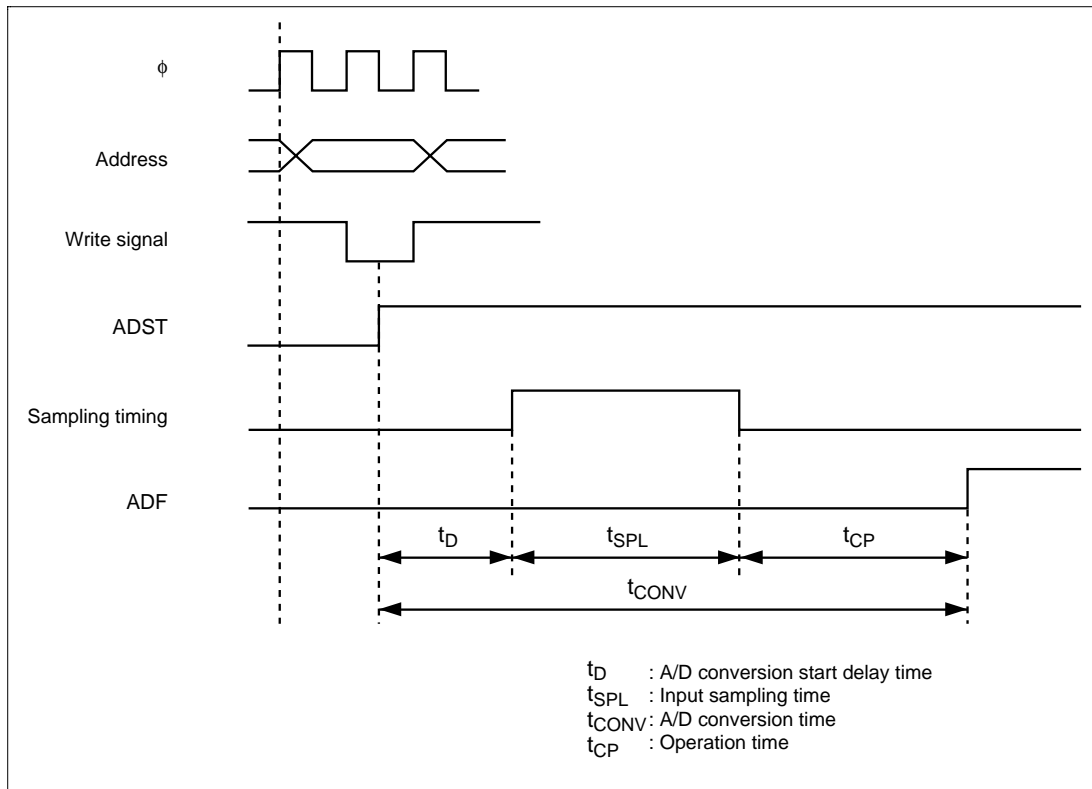 ϕ
Address
Write signal
ADST
Sampling timing
ADF
tD tSPL tCP
tCONV
tD : A/D conversion start delay time
tSPL : Input sampling time
tCONV : A/D conversion time
tCP : Operation time